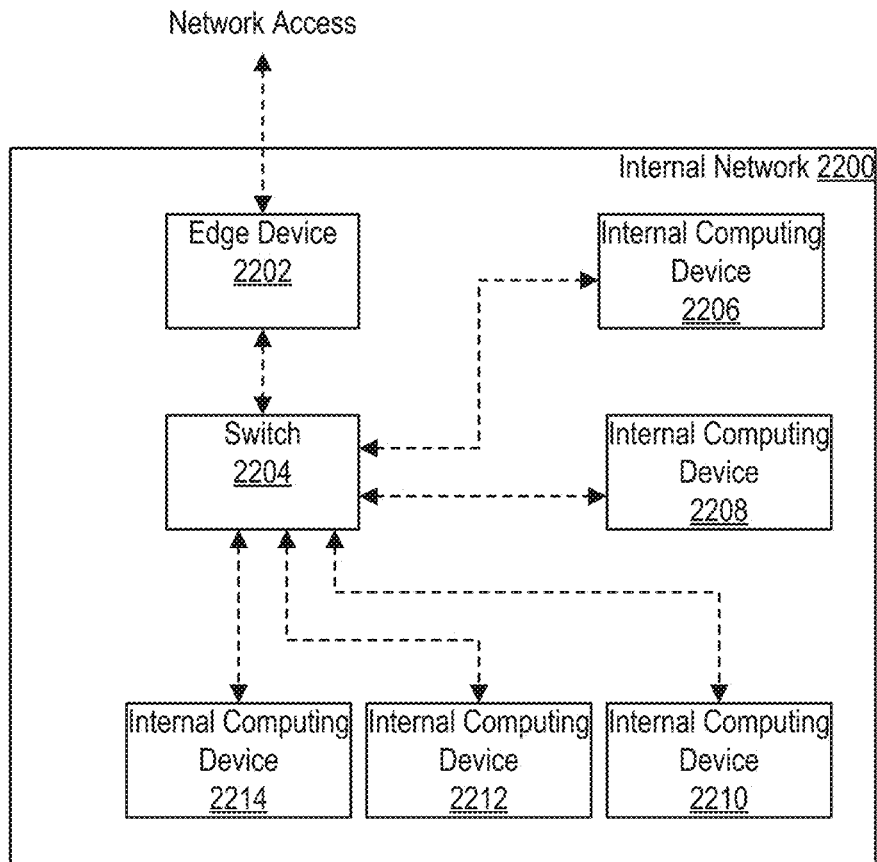 Network Access
Internal Network 2200
Edge Device
2202
Internal Computing
Device
2206
Switch
2204
Internal Computing
Device
2208
Internal Computing
Device
2214
Internal Computing
Device
2212
Internal Computing
Device
2210